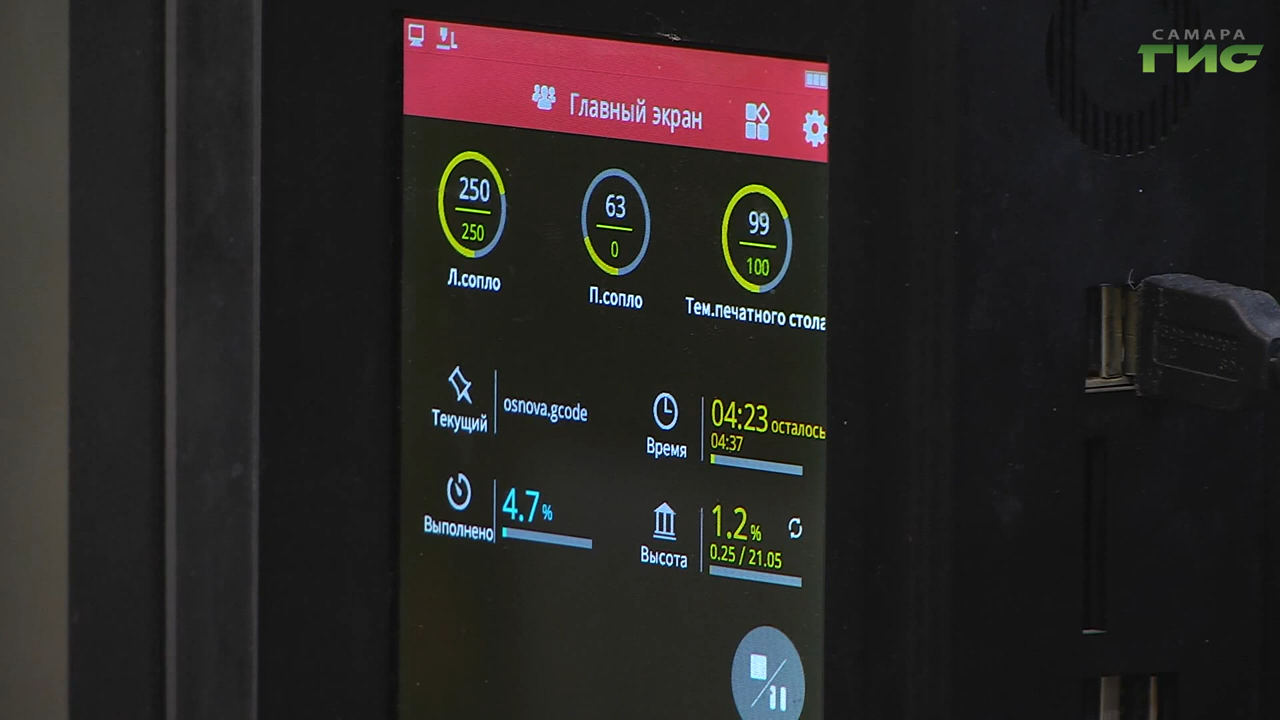 САМАРА
ГИС
Главный экран
250
250
Л.сопло
63
0
П.сопло
99
100
Тем.печатного стола
Текущий
osnova.gcode
Время
04:23 осталось
04:37
Выполнено
4.7 %
Высота
1.2 %
0.25 / 21.05